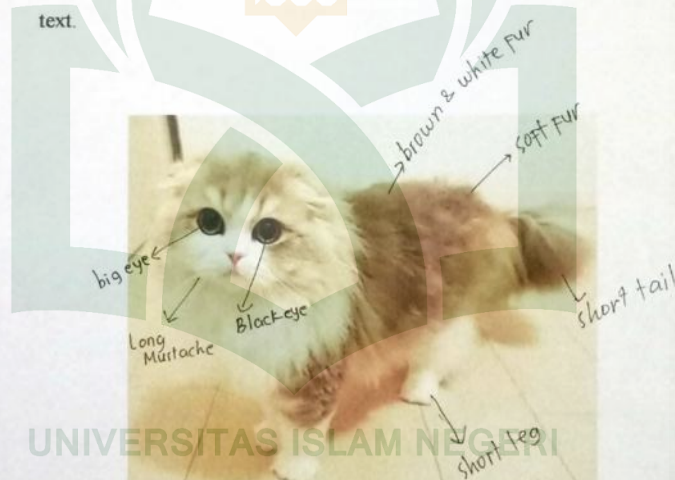 text.
brown & white fur
soft fur
big eye
Black eye
short tail
Long
Mustache
UNIVERSITAS ISLAM NEGERI
short leg